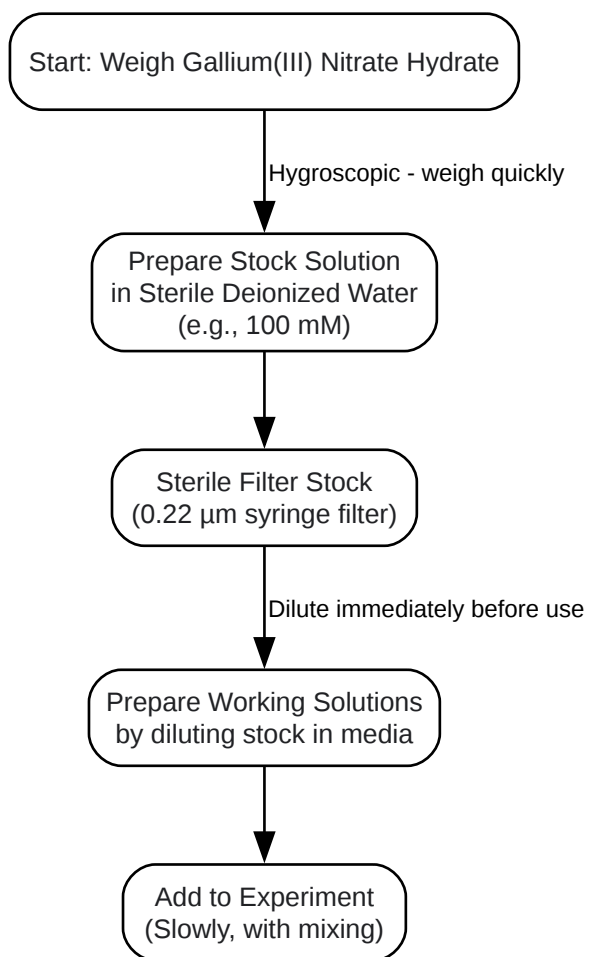 Start: Weigh Gallium(III) Nitrate Hydrate
Hygroscopic - weigh quickly
Prepare Stock Solution
in Sterile Deionized Water
(e.g., 100 mM)
Sterile Filter Stock
(0.22 µm syringe filter)
Dilute immediately before use
Prepare Working Solutions
by diluting stock in media
Add to Experiment
(Slowly, with mixing)